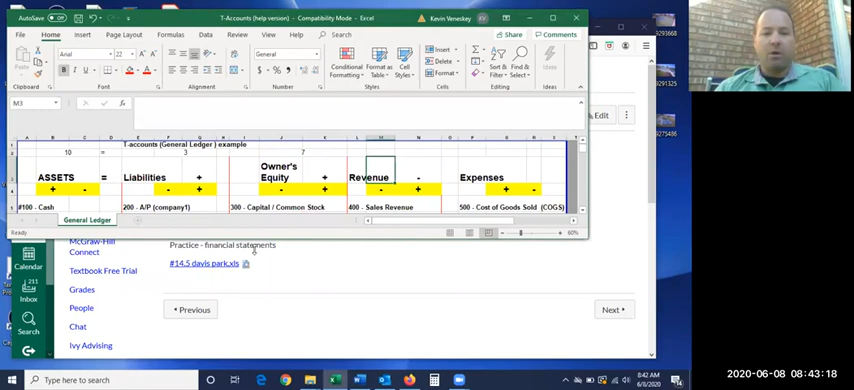 AutoSave Off T-Accounts (help version) - Compatibility Mode - Excel Kevin Veneskey KV
File Home Insert Page Layout Formulas Data Review View Help Search Share Comments
Arial 22 General
Conditional Formatting Format as Table Cell Styles Insert Delete Format Sort & Filter Find & Select Ideas
Clipboard Font Alignment Number Styles Cells Editing Ideas
M3
T-accounts (General Ledger ) example
10 = 3 7
ASSETS = Liabilities + Owner's Equity + Revenue - Expenses
+ - - + - + - + + -
#100 - Cash 200 - A/P (company1) 300 - Capital / Common Stock 400 - Sales Revenue 500 - Cost of Goods Sold (COGS)
General Ledger
Ready 60%
Edit
Practice - financial statements
#14.5 davis park.xls
Previous
Next
Calendar
211
Inbox
Search
McGraw-Hill Connect
Textbook Free Trial
Grades
People
Chat
Ivy Advising
Type here to search
8:42 AM
6/8/2020
2020-06-08 08:43:18